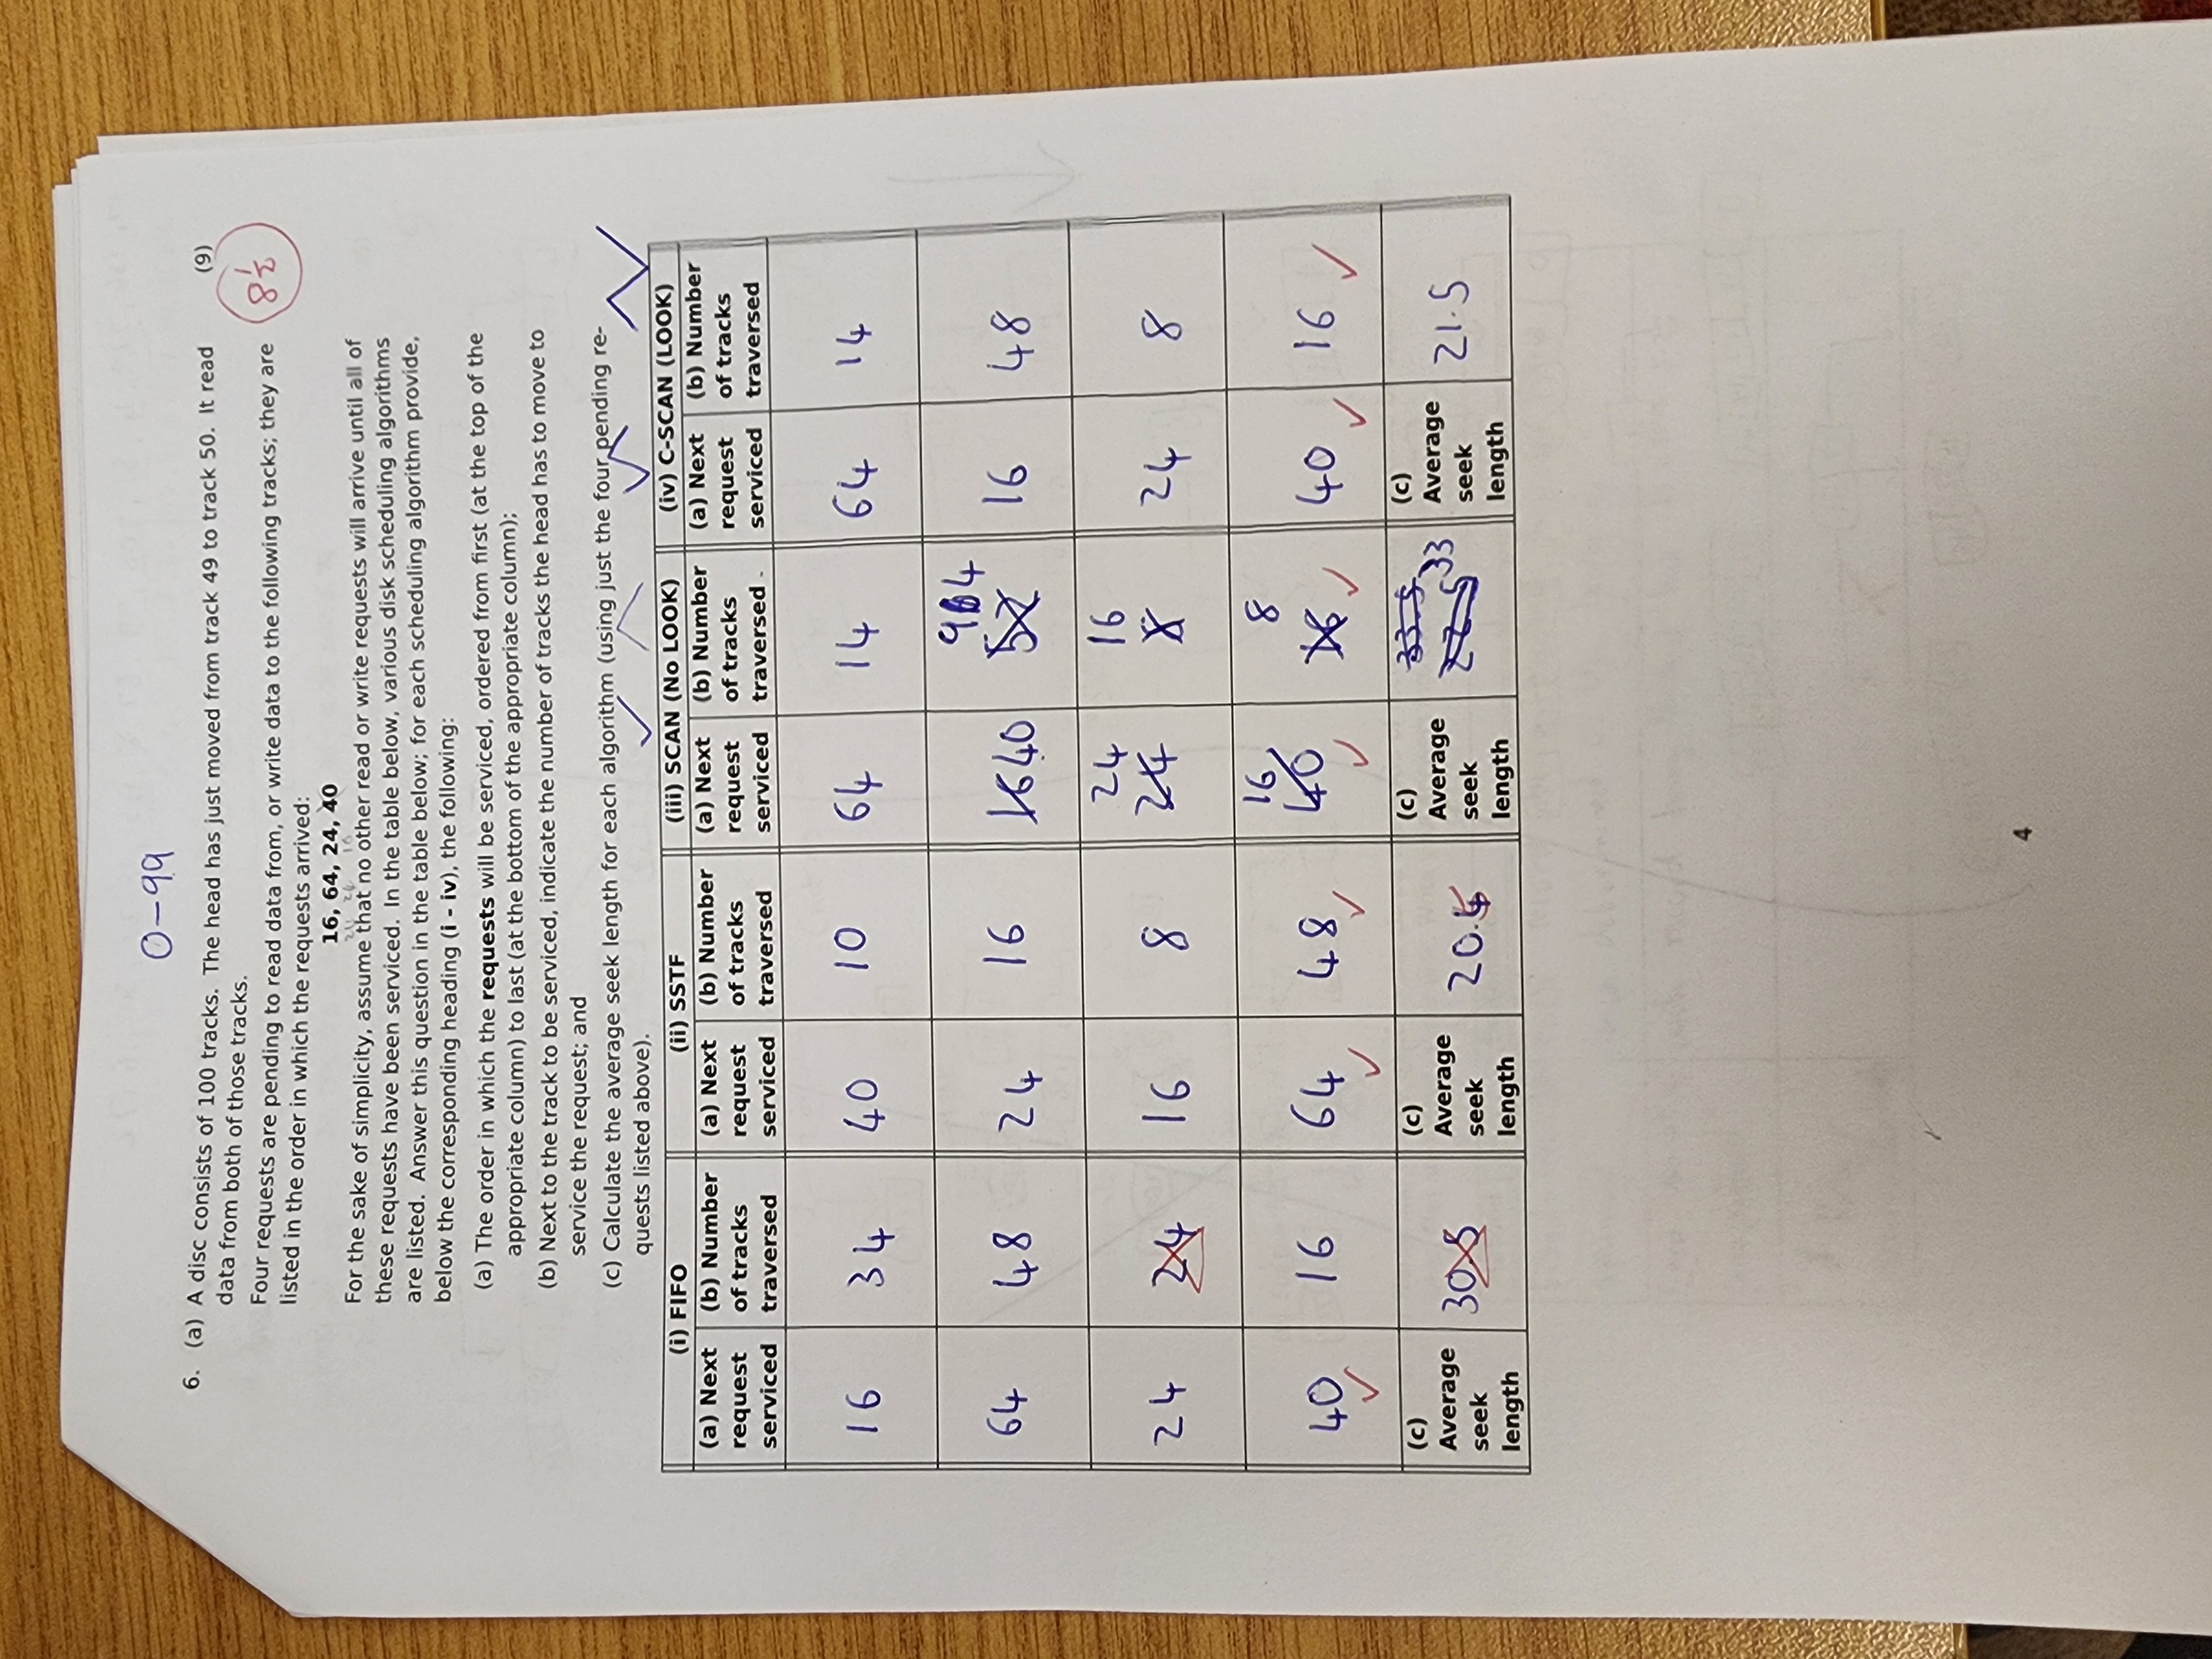 0-99
6. (a) A disc consists of 100 tracks. The head has just moved from track 49 to track 50. It read (9)
data from both of those tracks.
8 1/2
Four requests are pending to read data from, or write data to the following tracks; they are
listed in the order in which the requests arrived:
16, 64, 24, 40
For the sake of simplicity, assume that no other read or write requests will arrive until all of
these requests have been serviced. In the table below, various disk scheduling algorithms
are listed. Answer this question in the table below; for each scheduling algorithm provide,
below the corresponding heading (i - iv), the following:
(a) The order in which the requests will be serviced, ordered from first (at the top of the
appropriate column) to last (at the bottom of the appropriate column);
(b) Next to the track to be serviced, indicate the number of tracks the head has to move to
service the request; and
(c) Calculate the average seek length for each algorithm (using just the four pending re-
quests listed above).
(i) FIFO (ii) SSTF (iii) SCAN (No LOOK) (iv) C-SCAN (LOOK)
(a) Next (b) Number (a) Next (b) Number (a) Next (b) Number (a) Next (b) Number
request of tracks request of tracks request of tracks request of tracks
serviced traversed serviced traversed serviced traversed serviced traversed
16 34 40 10 64 14 64 14
64 48 24 16 16 40 52 16 48
24 16
24 24 16 8 24 8 24 8
16 8
40 16 64 48 40 16 40 16
(c) (c) (c) 33.5 (c)
Average 30.5 Average 20.5 Average 22.5 33 Average 21.5
seek seek seek seek
length length length length
4